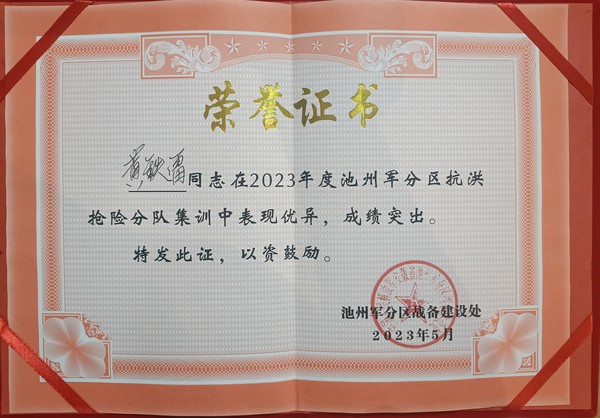 荣誉证书
黄铁雷同志在2023年度池州军分区抗洪
抢险分队集训中表现优异，成绩突出。
特发此证，以资鼓励。
池州军分区战备建设处
2023年5月